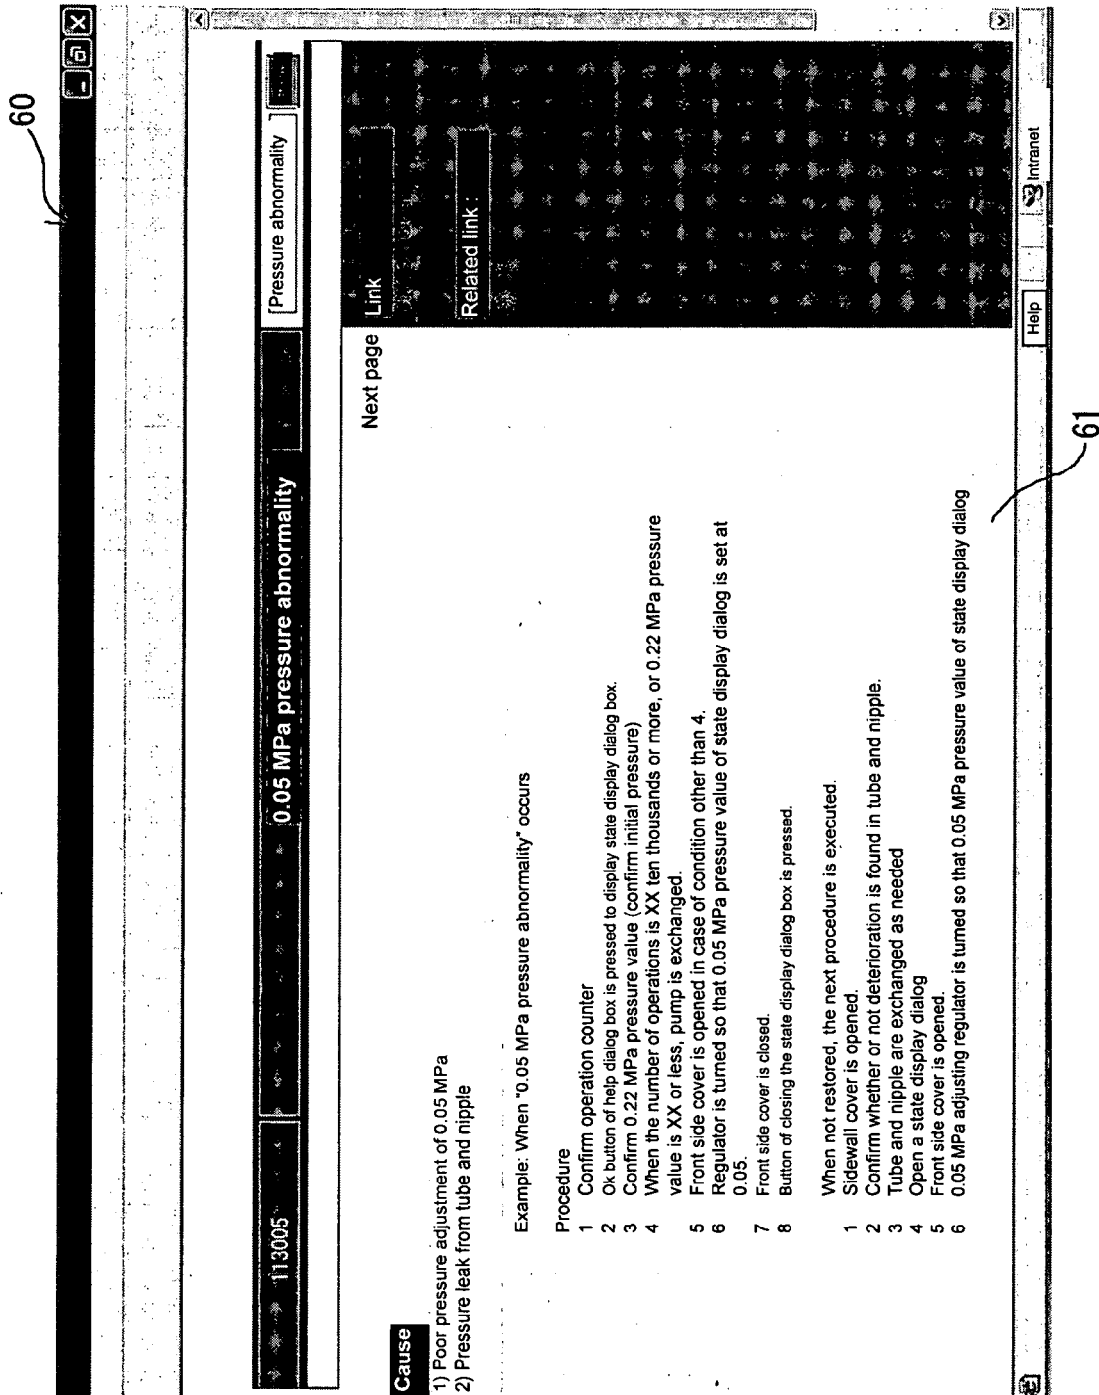 60
113005
0.05 MPa pressure abnormality
[Pressure abnormality ]
Next page
Link
Related link :
Cause
1) Poor pressure adjustment of 0.05 MPa
2) Pressure leak from tube and nipple
Example: When "0.05 MPa pressure abnormality" occurs
Procedure
1 Confirm operation counter
2 Ok button of help dialog box is pressed to display state display dialog box.
3 Confirm 0.22 MPa pressure value (confirm initial pressure)
4 When the number of operations is XX ten thousands or more, or 0.22 MPa pressure
value is XX or less, pump is exchanged.
5 Front side cover is opened in case of condition other than 4.
6 Regulator is turned so that 0.05 MPa pressure value of state display dialog is set at
0.05.
7 Front side cover is closed.
8 Button of closing the state display dialog box is pressed.
When not restored, the next procedure is executed.
1 Sidewall cover is opened.
2 Confirm whether or not deterioration is found in tube and nipple.
3 Tube and nipple are exchanged as needed
4 Open a state display dialog
5 Front side cover is opened.
6 0.05 MPa adjusting regulator is turned so that 0.05 MPa pressure value of state display dialog
Help
Intranet
61